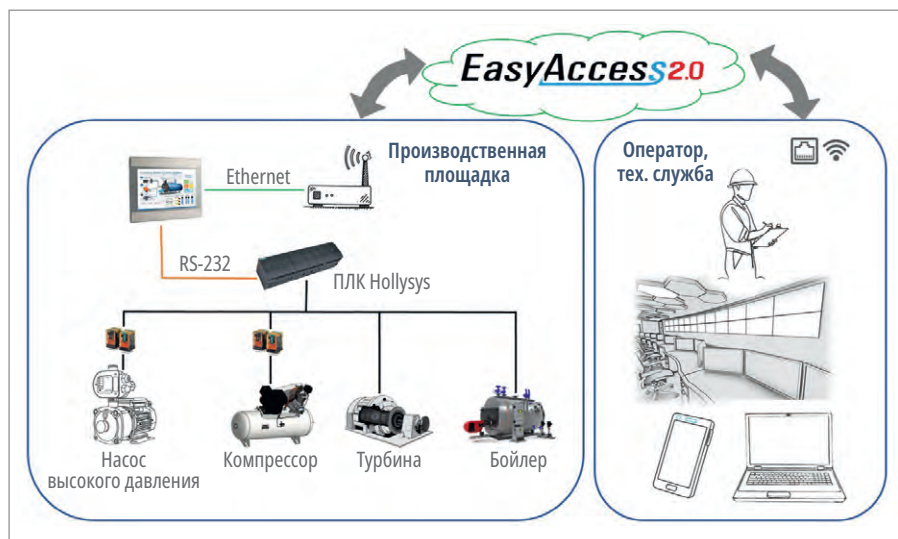 EasyAccess2.0
Производственная
площадка
Оператор,
тех. служба
Ethernet
RS-232
ПЛК Hollysys
Насос
высокого давления
Компрессор
Турбина
Бойлер